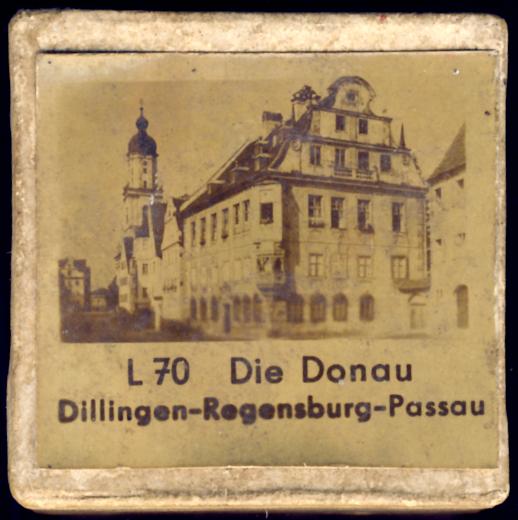 L 70 Die Donau
Dillingen-Regensburg-Passau